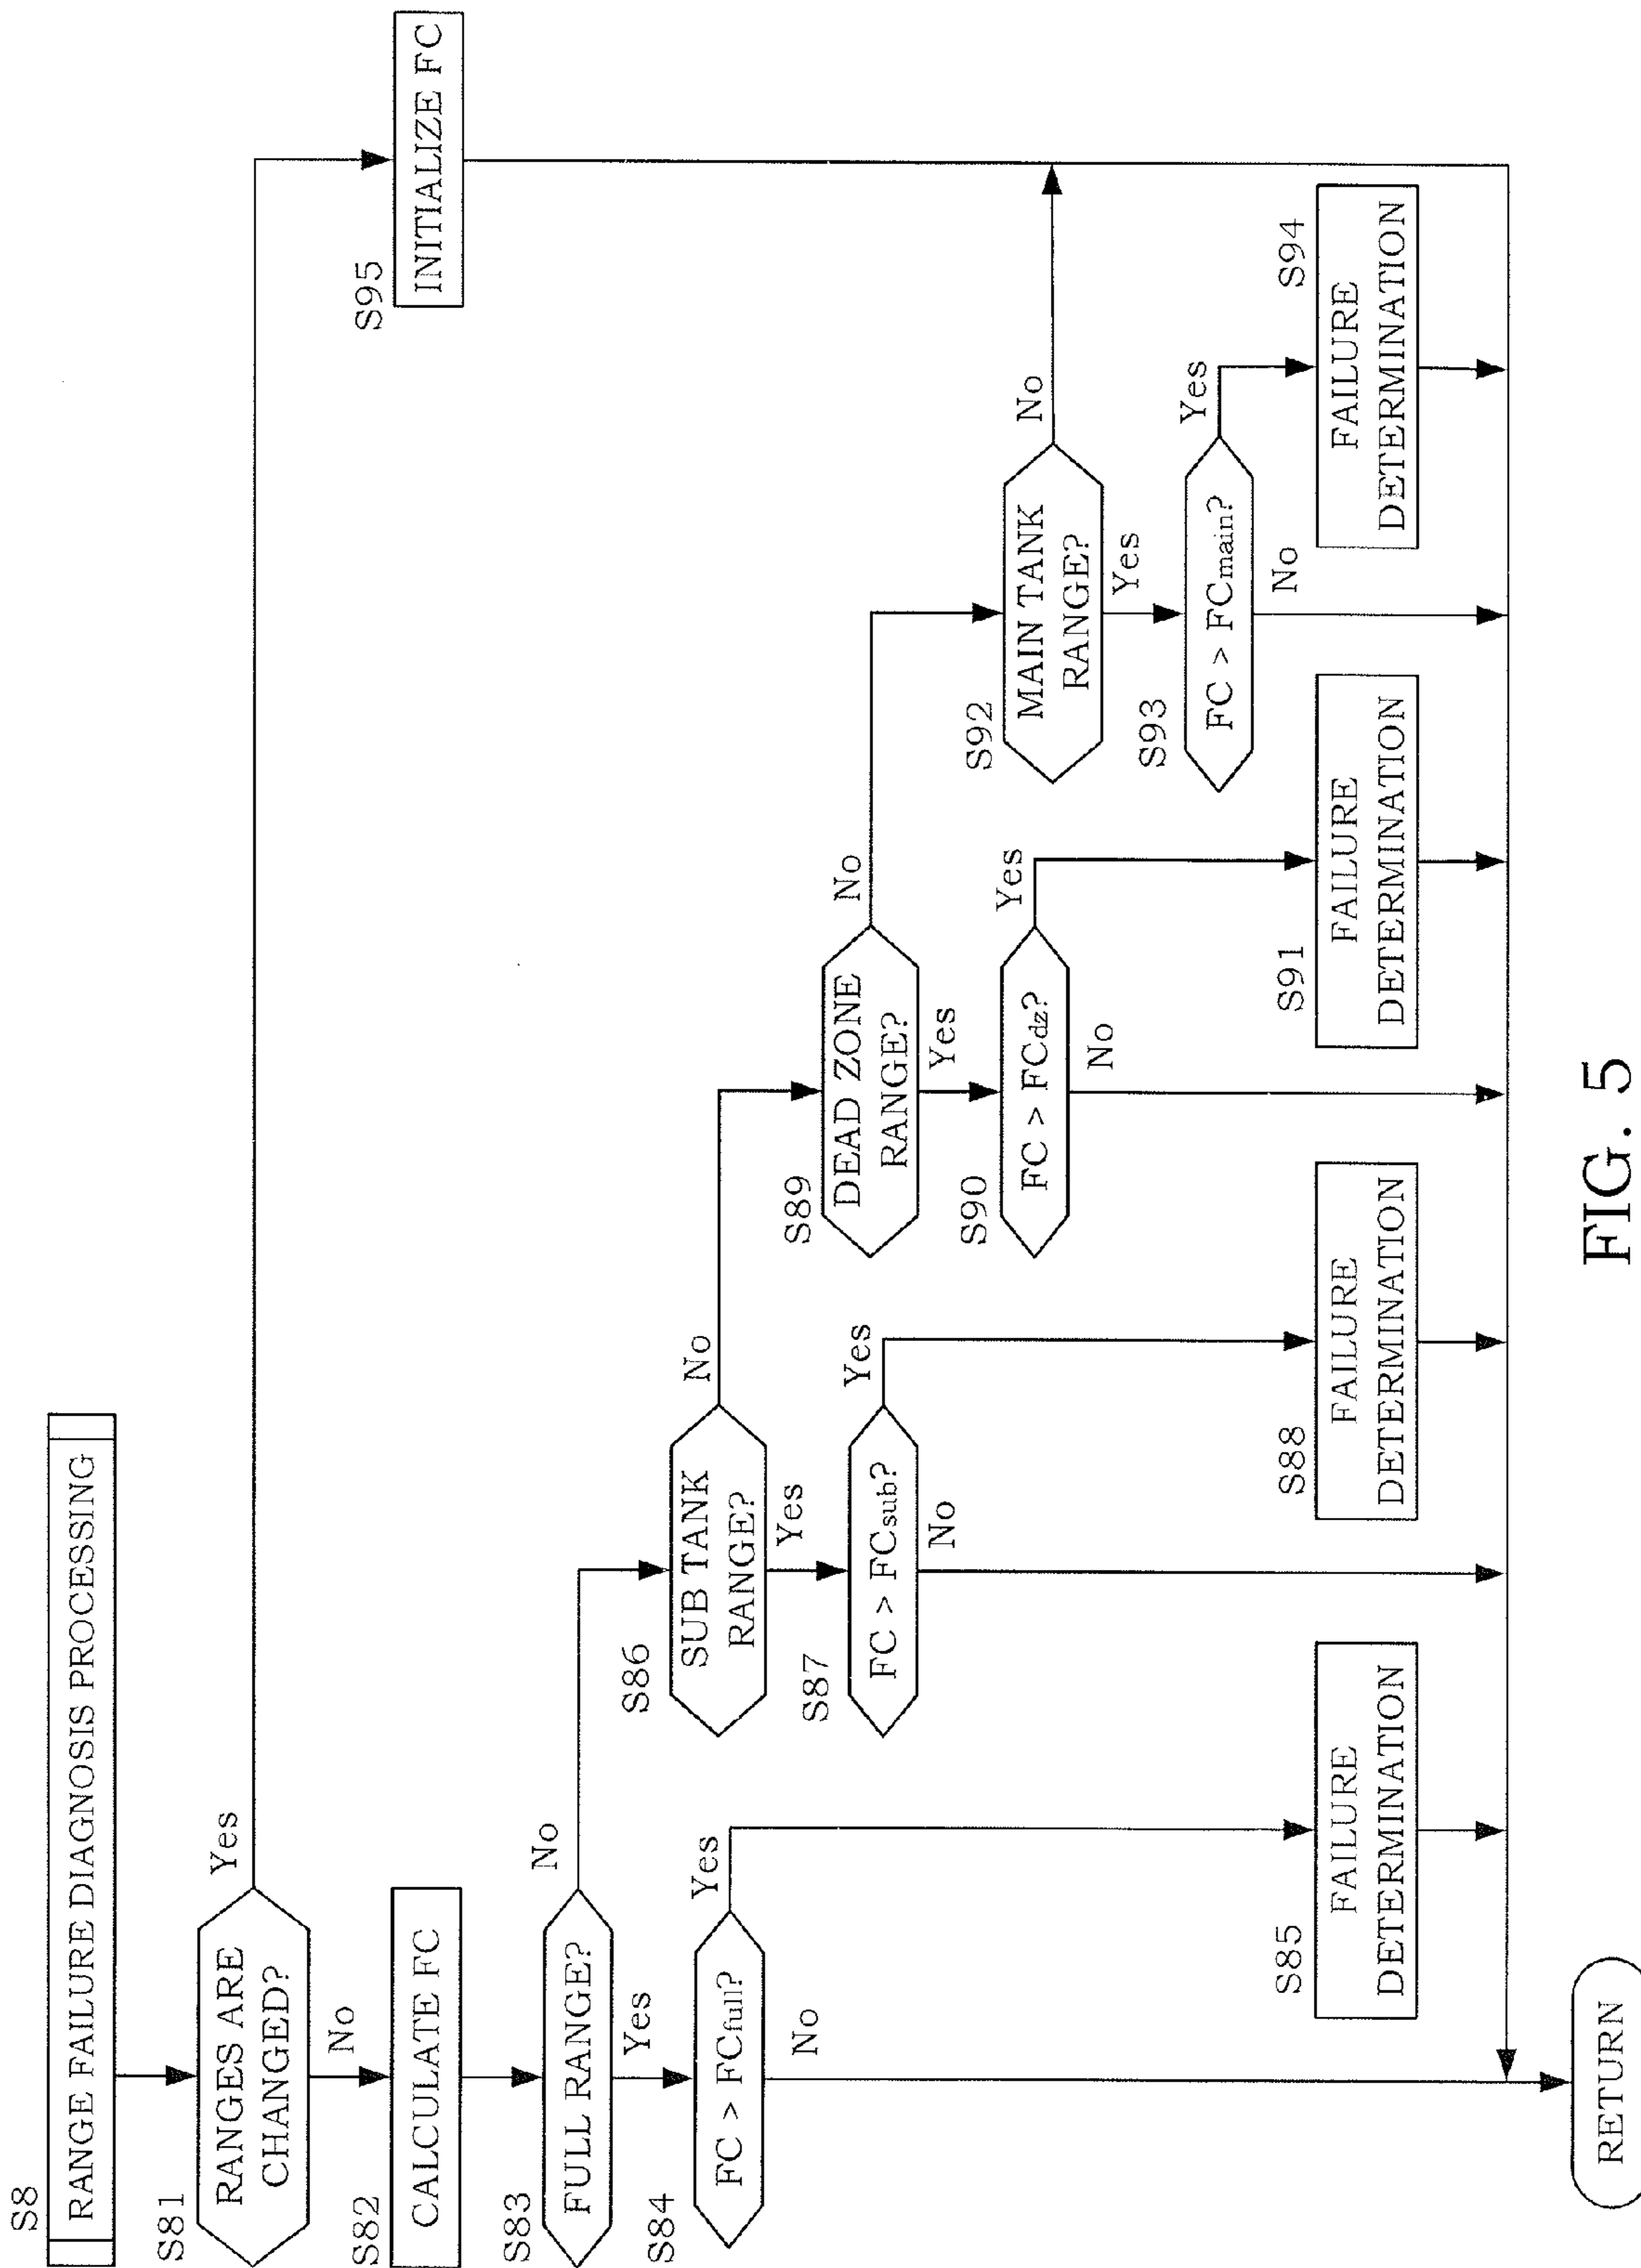 S8
RANGE FAILURE DIAGNOSIS PROCESSING
S81
RANGES ARE
CHANGED?
Yes
No
S82
CALCULATE FC
S83
FULL RANGE?
No
Yes
S84
FC > FCfull?
Yes
No
S85
FAILURE
DETERMINATION
S86
SUB TANK
RANGE?
No
Yes
S87
FC > FCsub?
Yes
No
S88
FAILURE
DETERMINATION
S89
DEAD ZONE
RANGE?
No
Yes
S90
FC > FCdz?
Yes
No
S91
FAILURE
DETERMINATION
S92
MAIN TANK
RANGE?
No
Yes
S93
FC > FCmain?
Yes
No
S94
FAILURE
DETERMINATION
S95
INITIALIZE FC
RETURN
FIG. 5